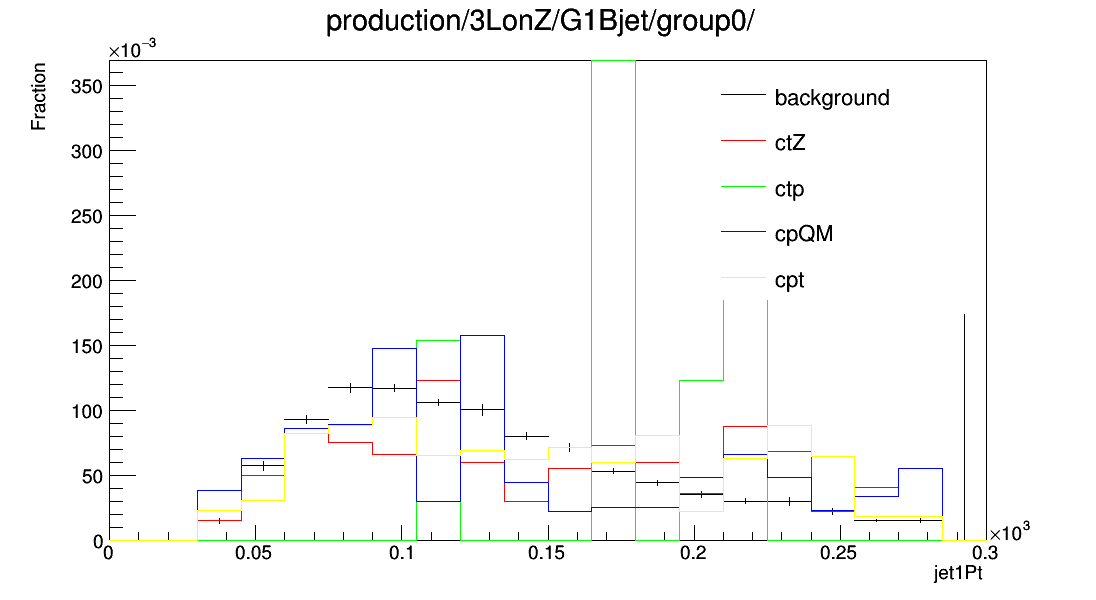 production/3LonZ/G1Bjet/group0/
×10⁻³
Fraction
350
300
250
200
150
100
50
0
background
ctZ
ctp
cpQM
cpt
0 0.05 0.1 0.15 0.2 0.25 0.3
×10³
jet1Pt